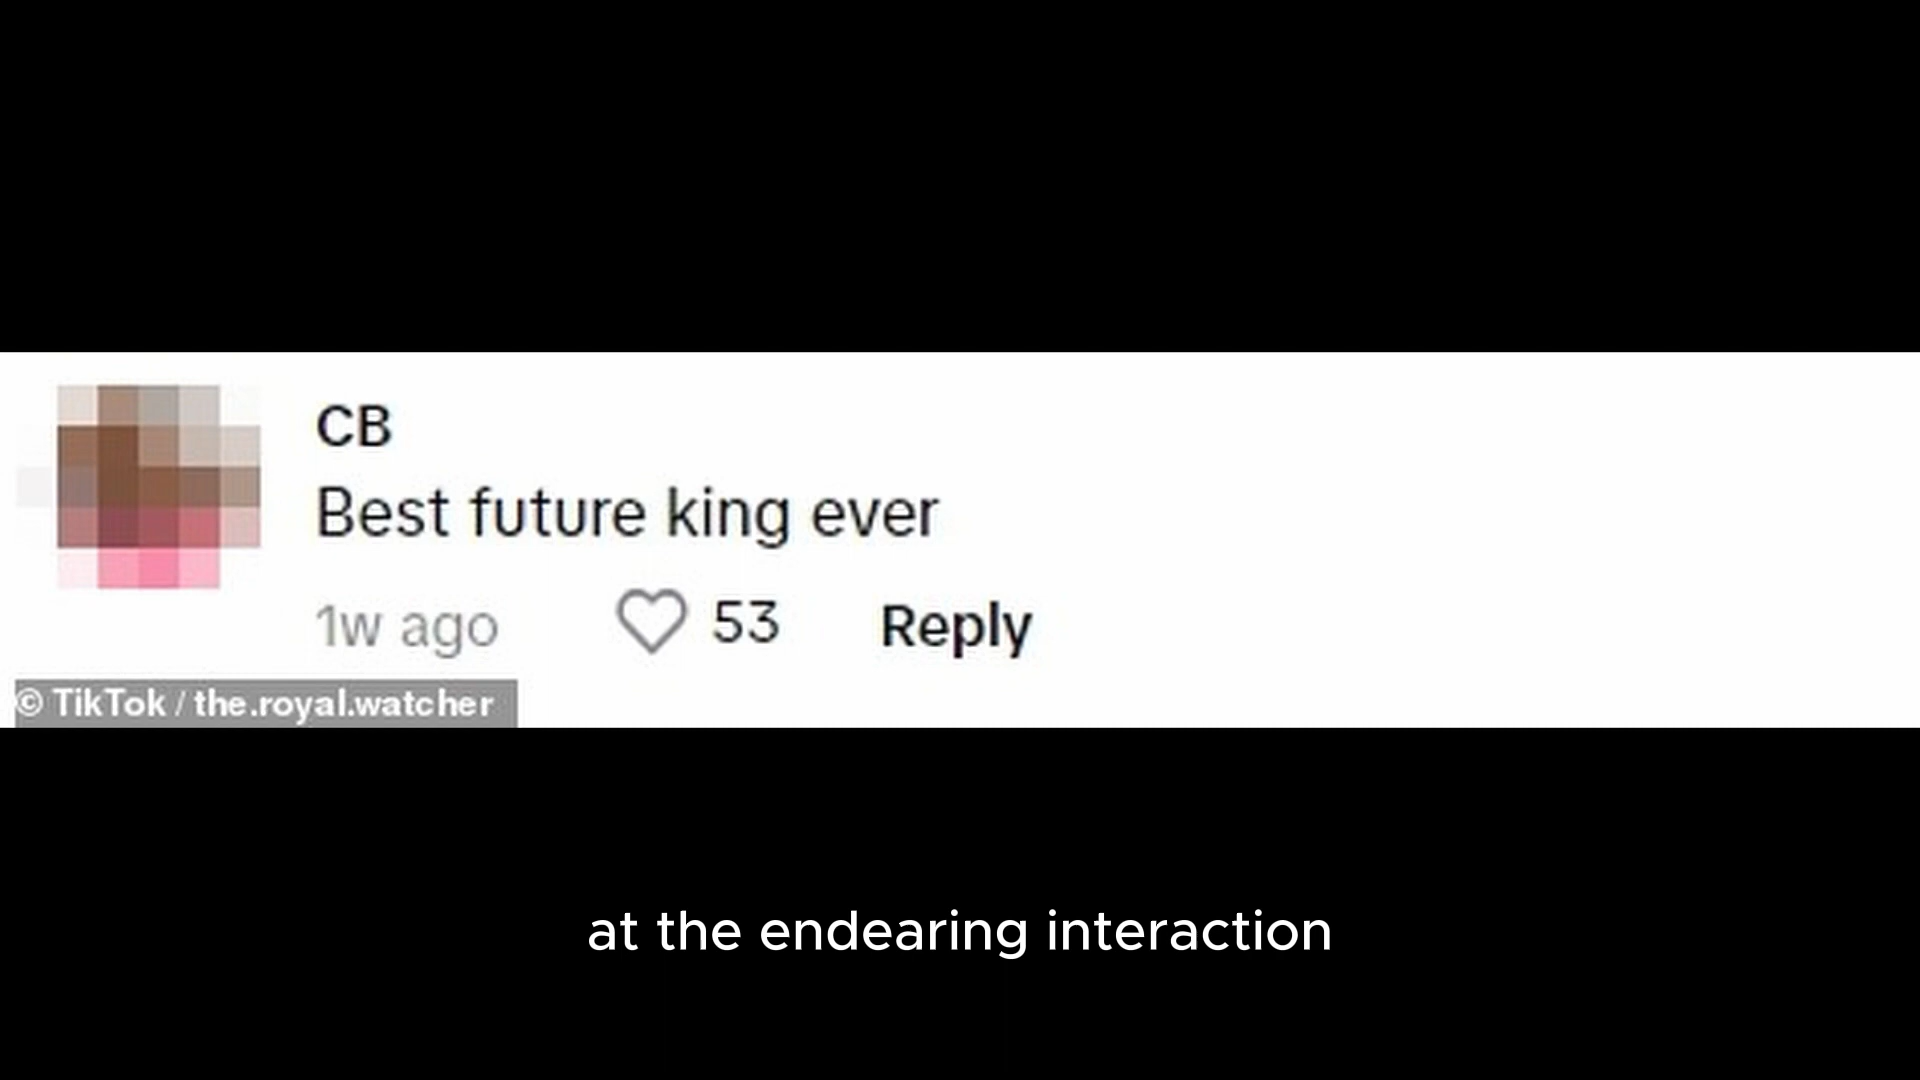 CB
Best future king ever
1w ago 53 Reply
© TikTok / the.royal.watcher
at the endearing interaction